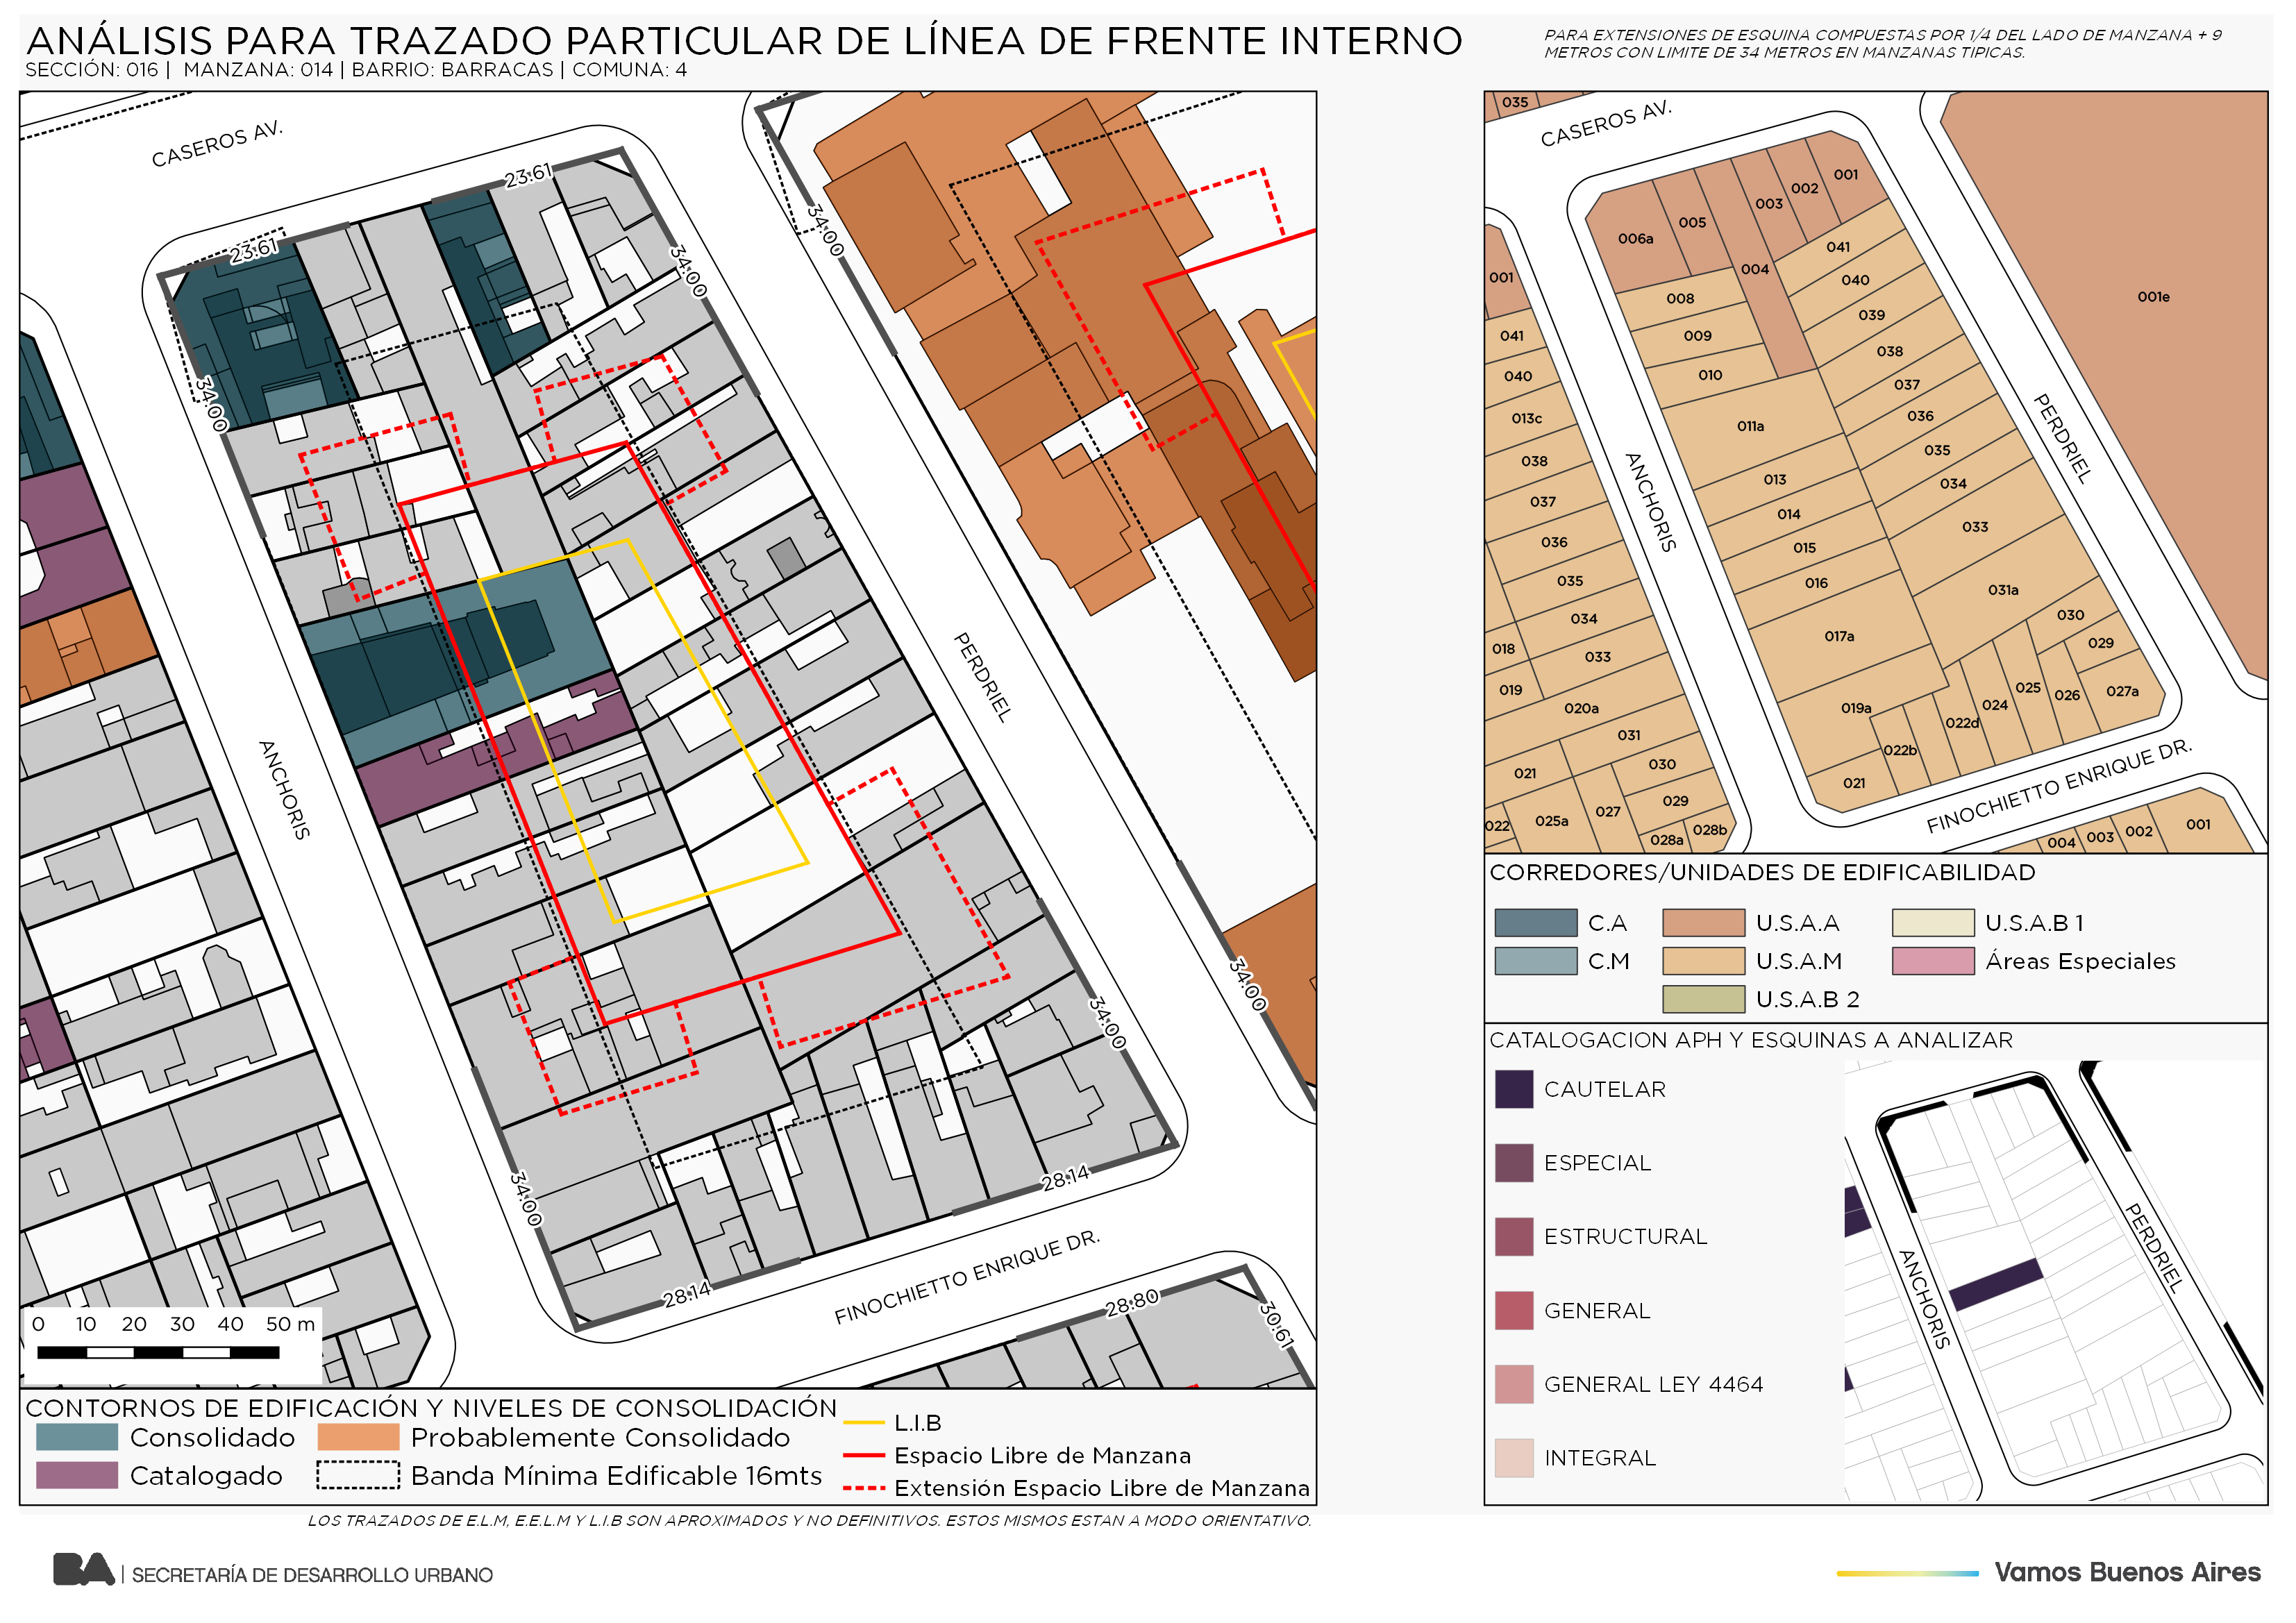 ANÁLISIS PARA TRAZADO PARTICULAR DE LÍNEA DE FRENTE INTERNO
SECCIÓN: 016 | MANZANA: 014 | BARRIO: BARRACAS | COMUNA: 4
PARA EXTENSIONES DE ESQUINA COMPUESTAS POR 1/4 DEL LADO DE MANZANA + 9
METROS CON LIMITE DE 34 METROS EN MANZANAS TIPICAS.
CASEROS AV.
23.61
23.61
34.00
34.00
34.00
ANCHORIS
PERDRIEL
34.00
34.00
34.00
28.14
28.14
FINOCHIETTO ENRIQUE DR.
28.80
30.61
0 10 20 30 40 50 m
CONTORNOS DE EDIFICACIÓN Y NIVELES DE CONSOLIDACIÓN
Consolidado
Probablemente Consolidado
Catalogado
Banda Mínima Edificable 16mts
L.I.B
Espacio Libre de Manzana
Extensión Espacio Libre de Manzana
LOS TRAZADOS DE E.L.M, E.E.L.M Y L.I.B SON APROXIMADOS Y NO DEFINITIVOS. ESTOS MISMOS ESTAN A MODO ORIENTATIVO.
035
CASEROS AV.
001
002
003
005
006a
004
041
001
008
040
001e
009
039
041
010
038
040
037
013c
011a
036
038
035
013
034
037
014
033
036
015
035
016
031a
034
030
018
017a
029
033
019
025
026
027a
020a
019a
024
022d
031
022b
021
030
021
029
027
022
025a
028a
028b
004
003
002
001
ANCHORIS
PERDRIEL
FINOCHIETTO ENRIQUE DR.
CORREDORES/UNIDADES DE EDIFICABILIDAD
C.A
U.S.A.A
U.S.A.B 1
C.M
U.S.A.M
Áreas Especiales
U.S.A.B 2
CATALOGACION APH Y ESQUINAS A ANALIZAR
CAUTELAR
ESPECIAL
ESTRUCTURAL
GENERAL
GENERAL LEY 4464
INTEGRAL
ANCHORIS
PERDRIEL
BA | SECRETARÍA DE DESARROLLO URBANO
Vamos Buenos Aires